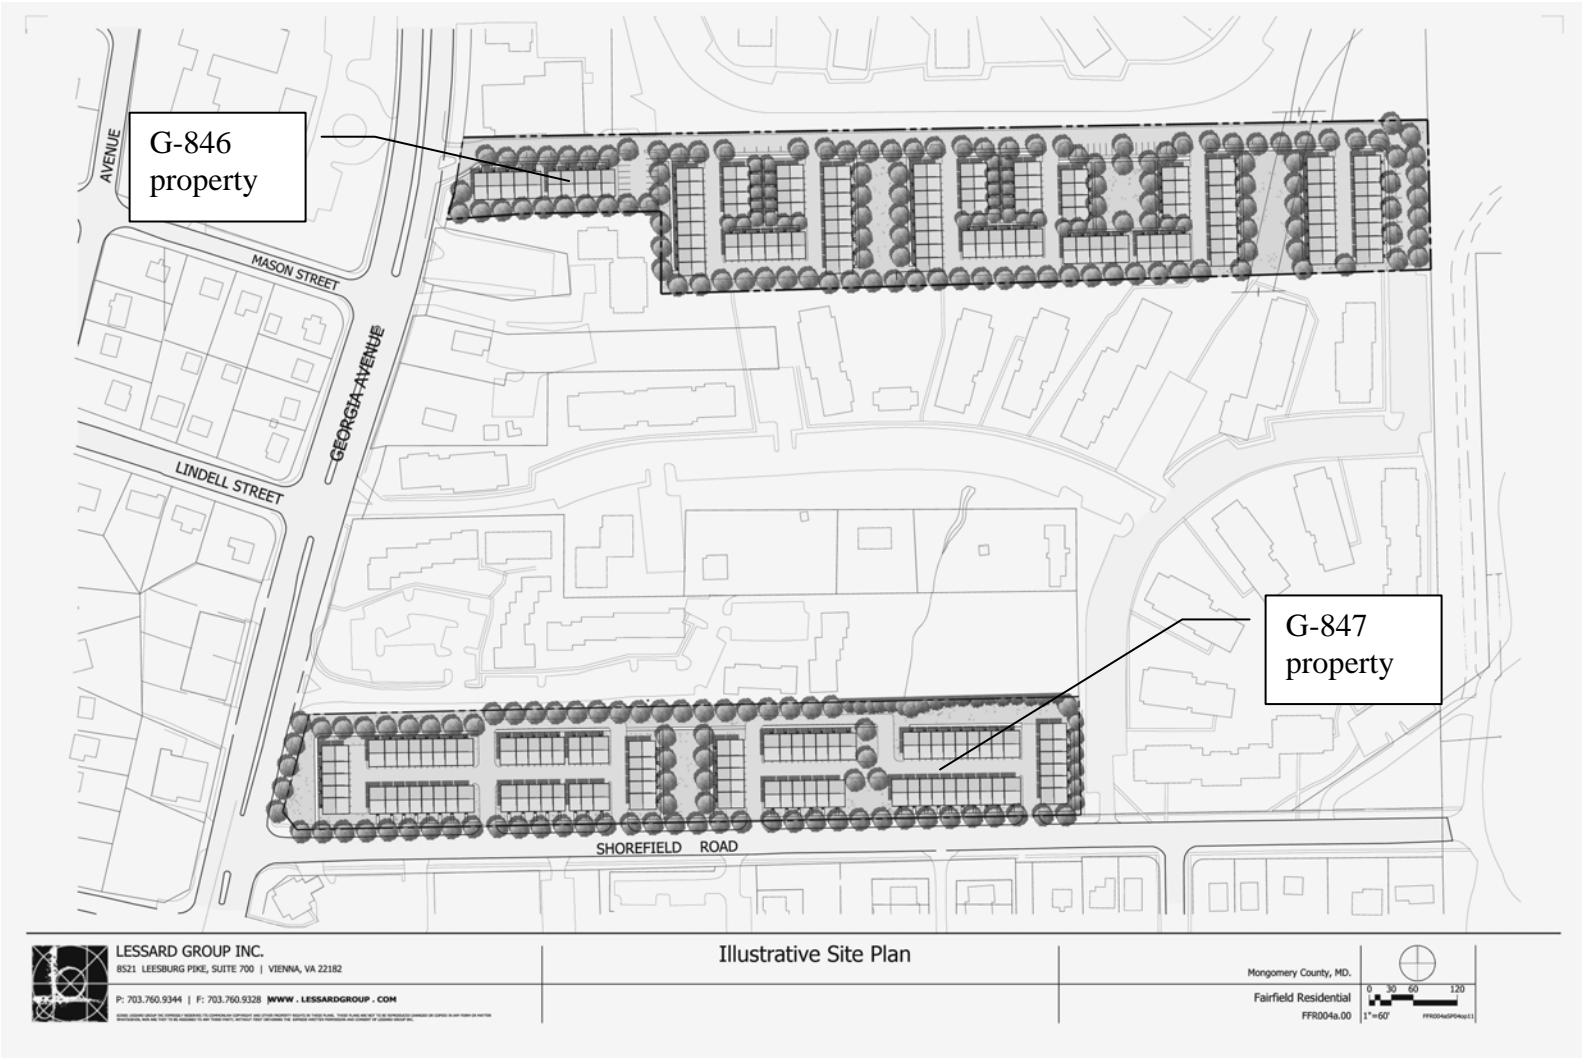 G-846
property
AVENUE
MASON STREET
GEORGIA AVENUE
LINDELL STREET
G-847
property
SHOREFIELD ROAD
LESSARD GROUP INC.
8521 LEESBURG PIKE, SUITE 700 | VIENNA, VA 22182
P: 703.760.9344 | F: 703.760.9328 | WWW . LESSARDGROUP . COM
Illustrative Site Plan
Montgomery County, MD.
Fairfield Residential
FFR004a.00
0 30 60 120
1"=60'